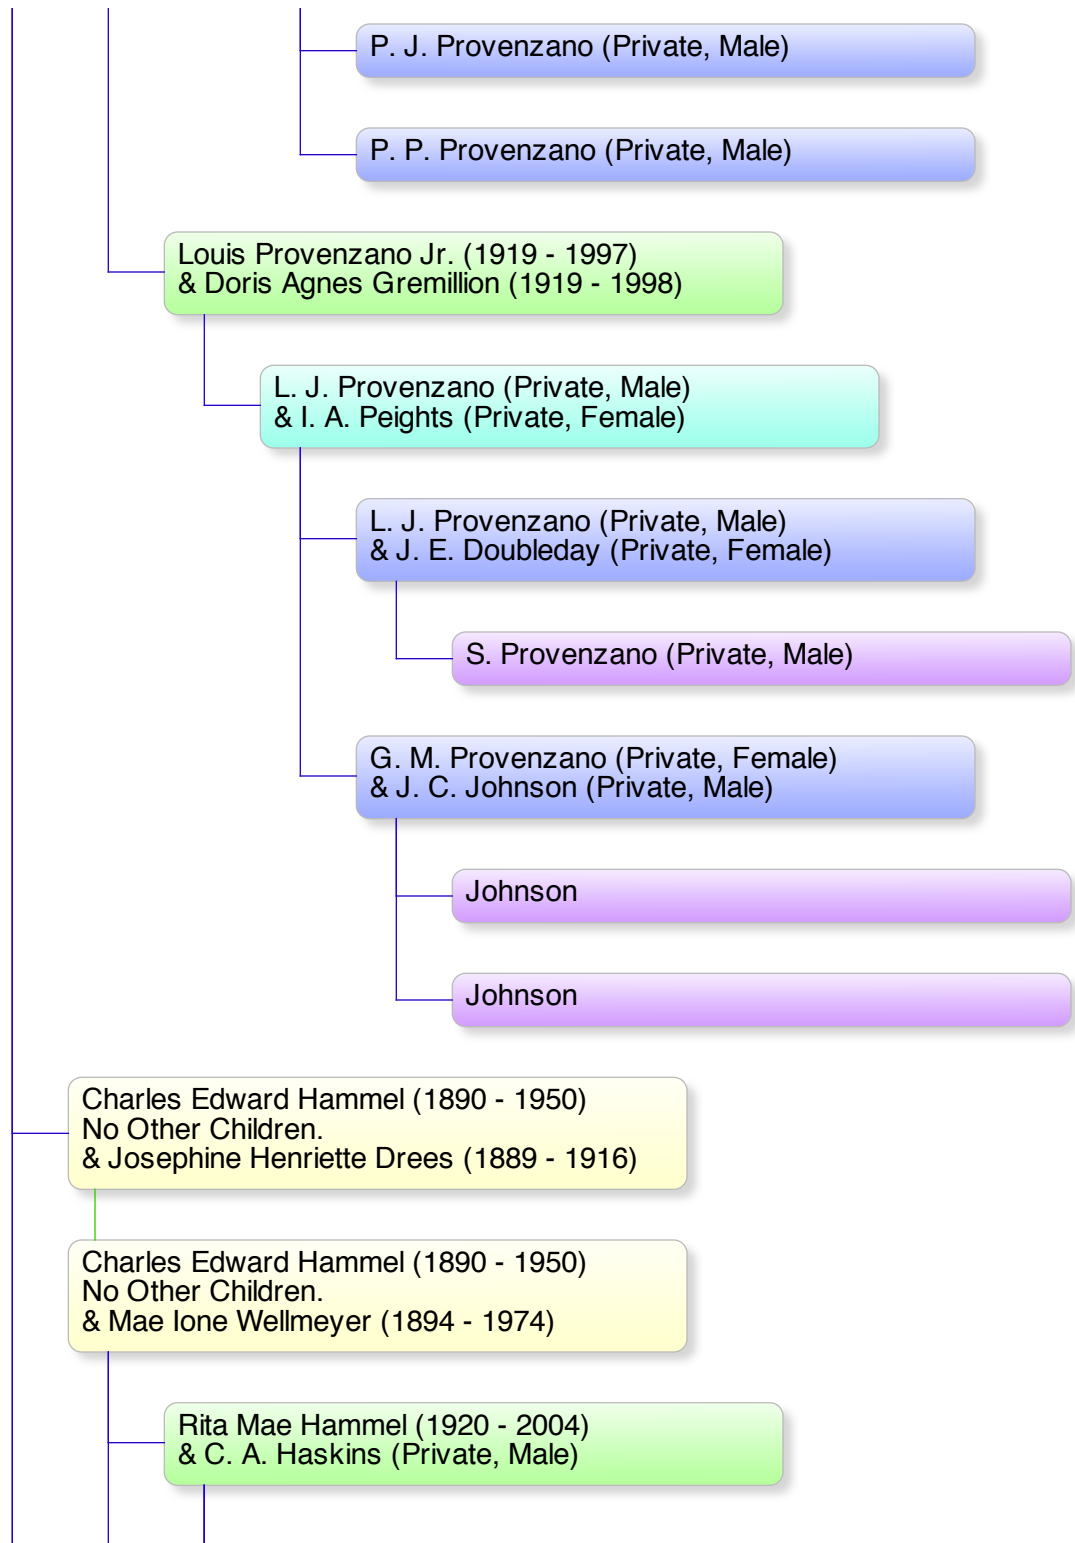 P. J. Provenzano (Private, Male)
P. P. Provenzano (Private, Male)
Louis Provenzano Jr. (1919 - 1997)
& Doris Agnes Gremillion (1919 - 1998)
L. J. Provenzano (Private, Male)
& I. A. Peights (Private, Female)
L. J. Provenzano (Private, Male)
& J. E. Doubleday (Private, Female)
S. Provenzano (Private, Male)
G. M. Provenzano (Private, Female)
& J. C. Johnson (Private, Male)
Johnson
Johnson
Charles Edward Hammel (1890 - 1950)
No Other Children.
& Josephine Henriette Drees (1889 - 1916)
Charles Edward Hammel (1890 - 1950)
No Other Children.
& Mae Ione Wellmeyer (1894 - 1974)
Rita Mae Hammel (1920 - 2004)
& C. A. Haskins (Private, Male)